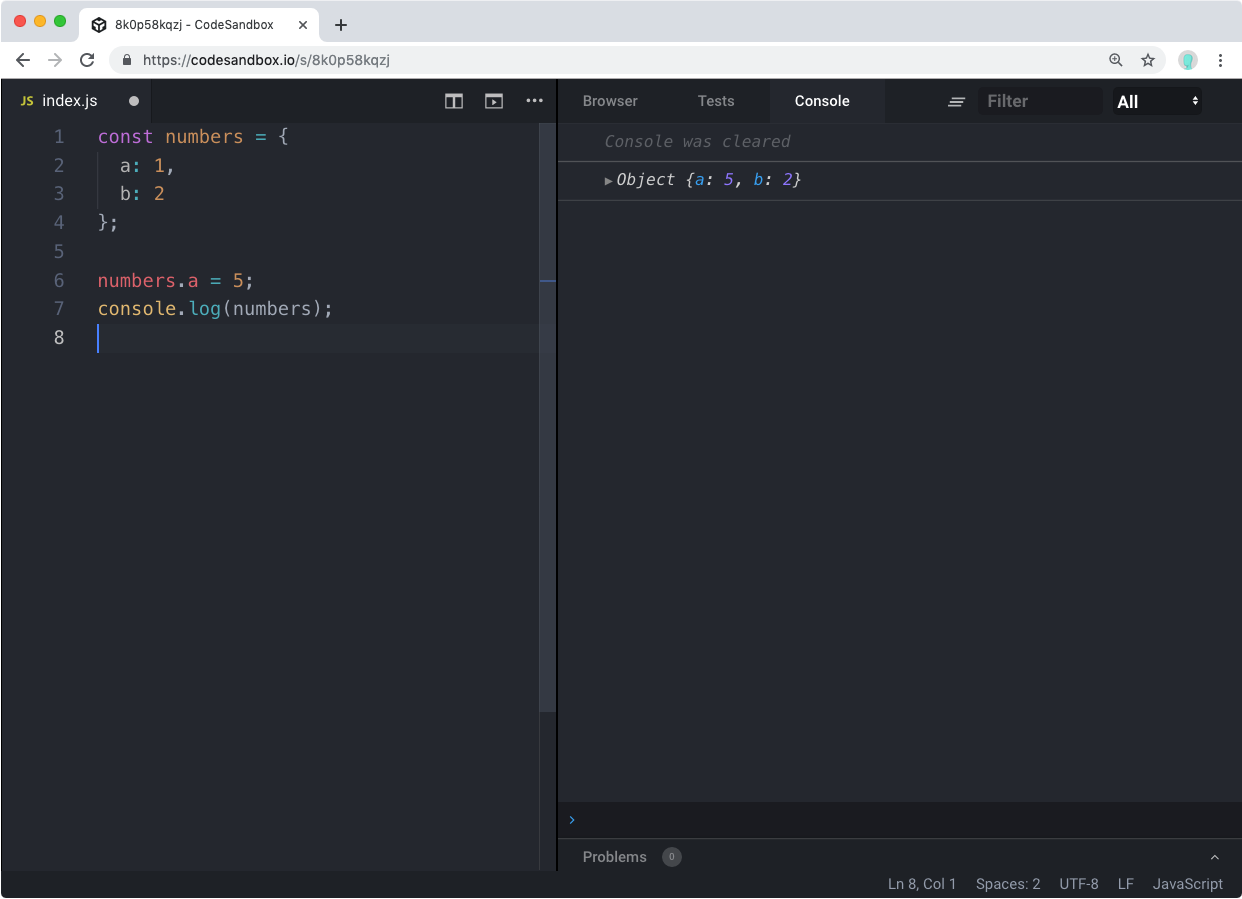 8k0p58kqzj - CodeSandbox
https://codesandbox.io/s/8k0p58kqzj
JS index.js
Browser Tests Console Filter All
1 const numbers = {
2 a: 1,
3 b: 2
4 };
5
6 numbers.a = 5;
7 console.log(numbers);
8
Console was cleared
Object {a: 5, b: 2}
Problems 0
Ln 8, Col 1 Spaces: 2 UTF-8 LF JavaScript